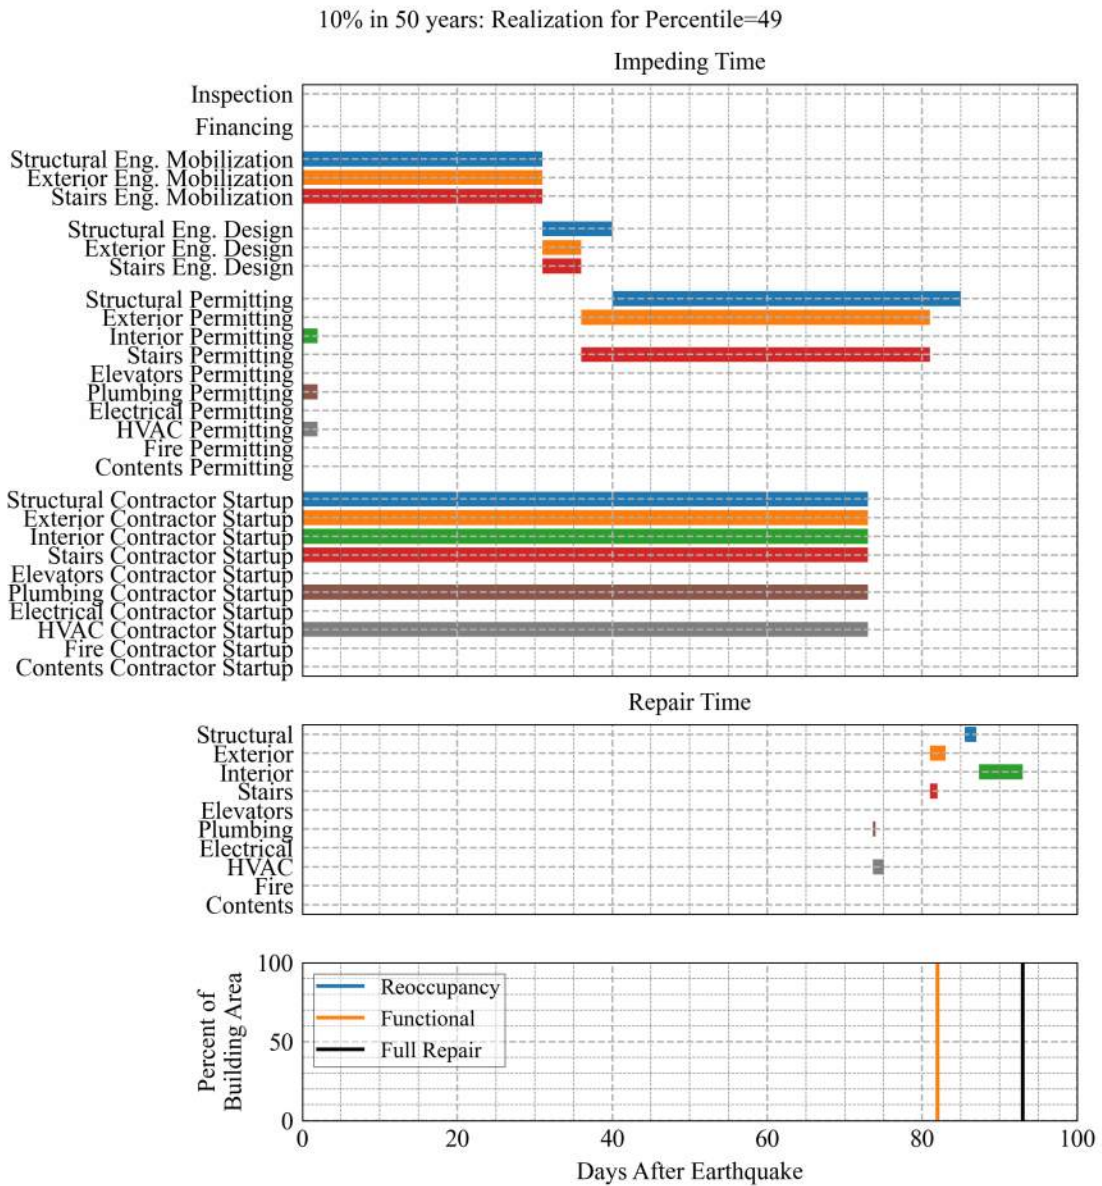 10% in 50 years: Realization for Percentile=49
Impeding Time
Inspection
Financing
Structural Eng. Mobilization
Exterior Eng. Mobilization
Stairs Eng. Mobilization
Structural Eng. Design
Exterior Eng. Design
Stairs Eng. Design
Structural Permitting
Exterior Permitting
Interior Permitting
Stairs Permitting
Elevators Permitting
Plumbing Permitting
Electrical Permitting
HVAC Permitting
Fire Permitting
Contents Permitting
Structural Contractor Startup
Exterior Contractor Startup
Interior Contractor Startup
Stairs Contractor Startup
Elevators Contractor Startup
Plumbing Contractor Startup
Electrical Contractor Startup
HVAC Contractor Startup
Fire Contractor Startup
Contents Contractor Startup
Repair Time
Structural
Exterior
Interior
Stairs
Elevators
Plumbing
Electrical
HVAC
Fire
Contents
Percent of
Building Area
100
50
0
Reoccupancy
Functional
Full Repair
0 20 40 60 80 100
Days After Earthquake